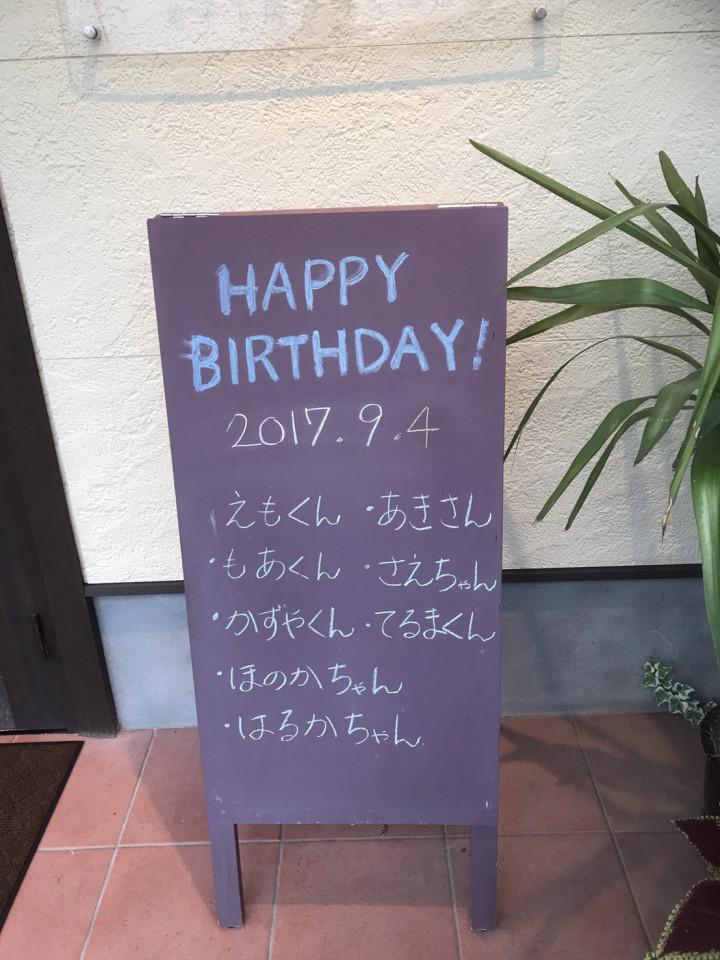 HAPPY
BIRTHDAY!
2017.9.4
えもくん ・あきさん
・もあくん ・さえちゃん
・かずやくん ・てるまくん
・ほのかちゃん
・はるかちゃん